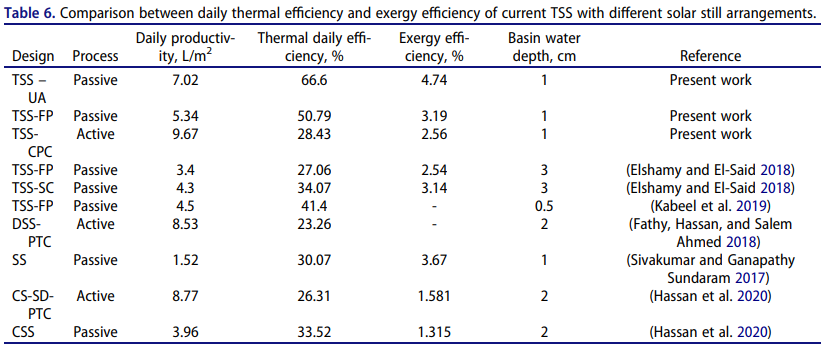 Table 6. Comparison between daily thermal efficiency and exergy efficiency of current TSS with different solar still arrangements.
Daily productiv- Thermal daily effi- Exergy effi- Basin water
Design Process ity, L/m² ciency, % ciency, % depth, cm Reference
TSS – Passive 7.02 66.6 4.74 1 Present work
UA
TSS-FP Passive 5.34 50.79 3.19 1 Present work
TSS- Active 9.67 28.43 2.56 1 Present work
CPC
TSS-FP Passive 3.4 27.06 2.54 3 (Elshamy and El-Said 2018)
TSS-SC Passive 4.3 34.07 3.14 3 (Elshamy and El-Said 2018)
TSS-FP Passive 4.5 41.4 - 0.5 (Kabeel et al. 2019)
DSS- Active 8.53 23.26 - 2 (Fathy, Hassan, and Salem
PTC Ahmed 2018)
SS Passive 1.52 30.07 3.67 1 (Sivakumar and Ganapathy
Sundaram 2017)
CS-SD- Active 8.77 26.31 1.581 2 (Hassan et al. 2020)
PTC
CSS Passive 3.96 33.52 1.315 2 (Hassan et al. 2020)